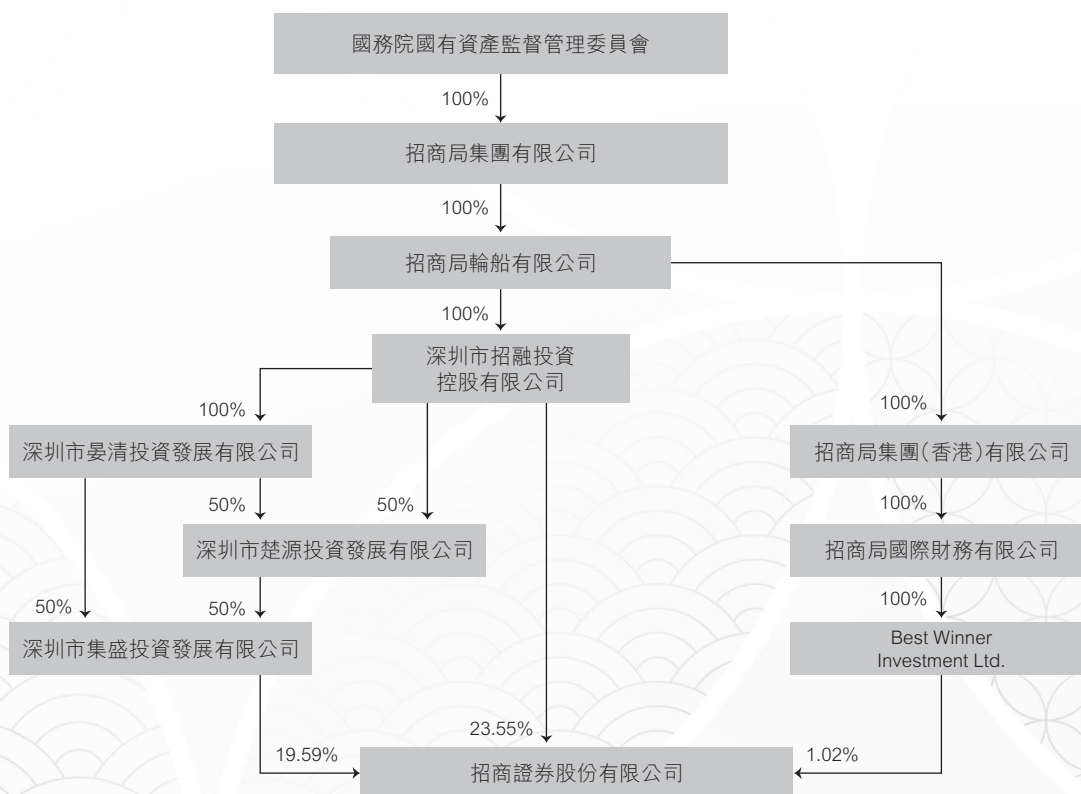 國務院國有資產監督管理委員會
100%
招商局集團有限公司
100%
招商局輪船有限公司
100%
深圳市招融投資
控股有限公司
100%
100%
深圳市晏清投資發展有限公司
招商局集團(香港)有限公司
50%
50%
100%
深圳市楚源投資發展有限公司
招商局國際財務有限公司
50%
50%
100%
深圳市集盛投資發展有限公司
Best Winner
Investment Ltd.
19.59%
23.55%
1.02%
招商證券股份有限公司